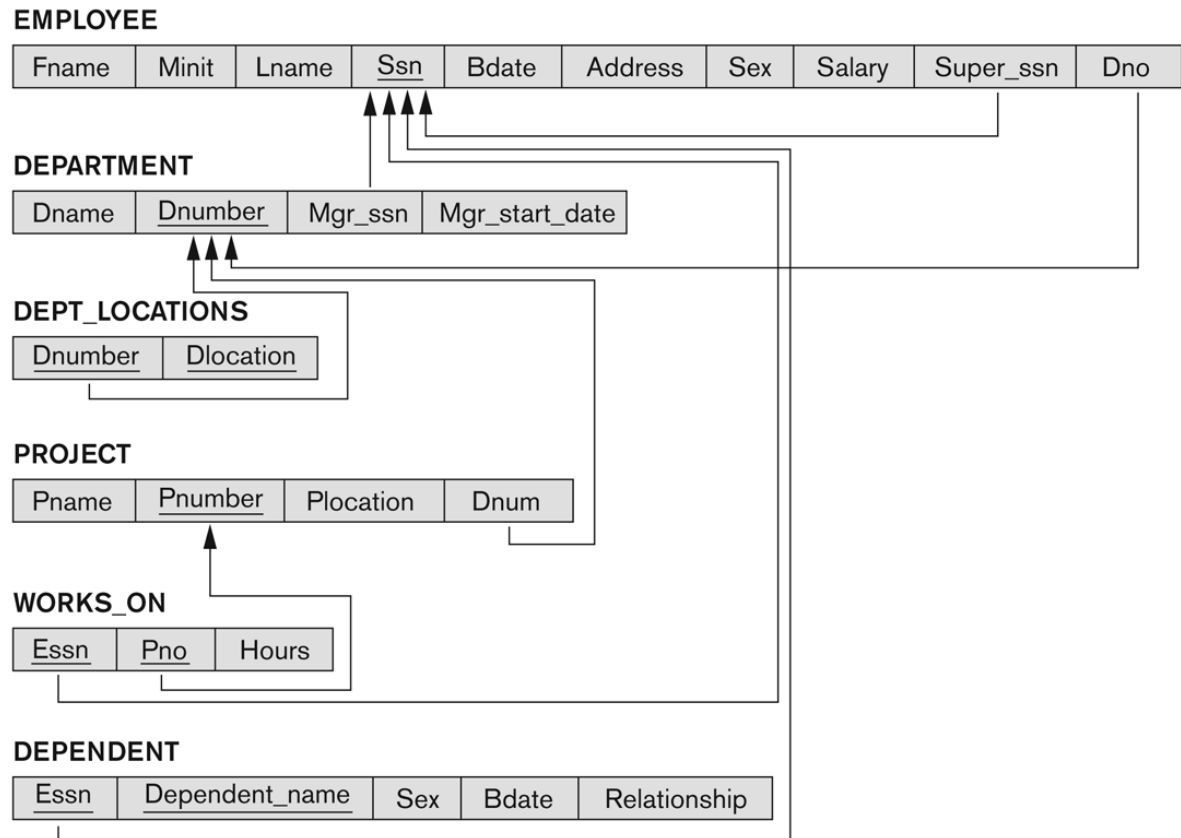 EMPLOYEE
Fname Minit Lname Ssn Bdate Address Sex Salary Super_ssn Dno
DEPARTMENT
Dname Dnumber Mgr_ssn Mgr_start_date
DEPT_LOCATIONS
Dnumber Dlocation
PROJECT
Pname Pnumber Plocation Dnum
WORKS_ON
Essn Pno Hours
DEPENDENT
Essn Dependent_name Sex Bdate Relationship